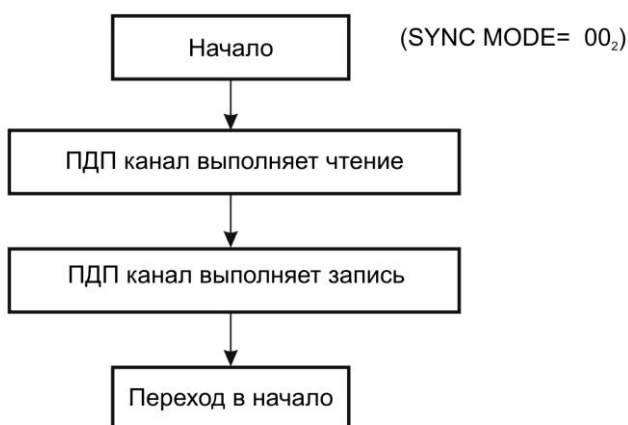 Начало
(SYNC MODE= 00₂)
ПДП канал выполняет чтение
ПДП канал выполняет запись
Переход в начало